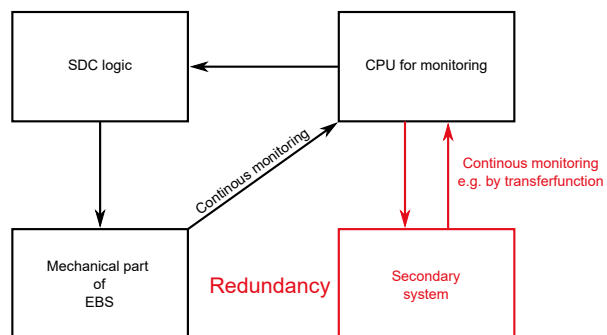 SDC logic
CPU for monitoring
Continous monitoring
Continous monitoring
e.g. by transferfunction
Mechanical part
of
EBS
Redundancy
Secondary
system